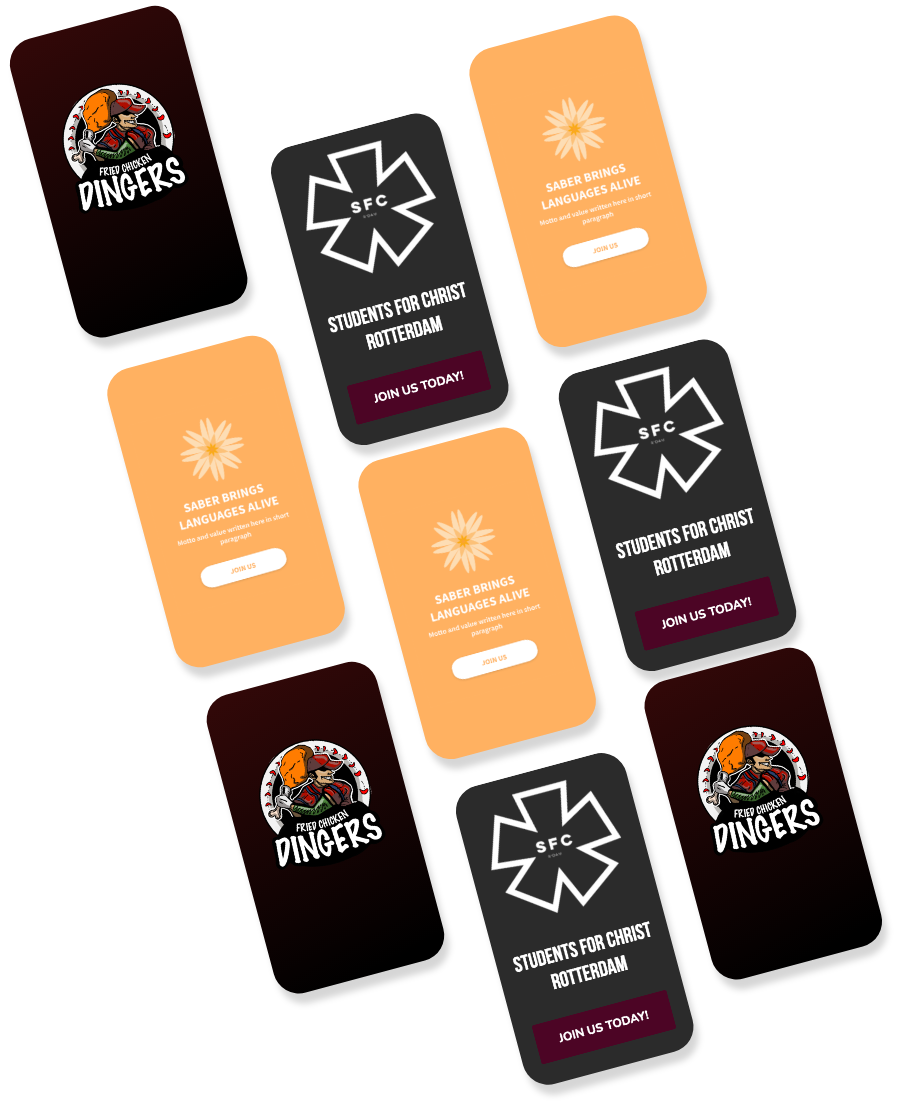 FRIED CHICKEN
DINGERS
SFC
STUDENTS FOR CHRIST
ROTTERDAM
JOIN US TODAY!
SABER BRINGS
LANGUAGES ALIVE
Motto and value written here in short
paragraph
JOIN US
SABER BRINGS
LANGUAGES ALIVE
Motto and value written here in short
paragraph
JOIN US
SABER BRINGS
LANGUAGES ALIVE
Motto and value written here in short
paragraph
JOIN US
SFC
STUDENTS FOR CHRIST
ROTTERDAM
JOIN US TODAY!
FRIED CHICKEN
DINGERS
SFC
STUDENTS FOR CHRIST
ROTTERDAM
JOIN US TODAY!
FRIED CHICKEN
DINGERS